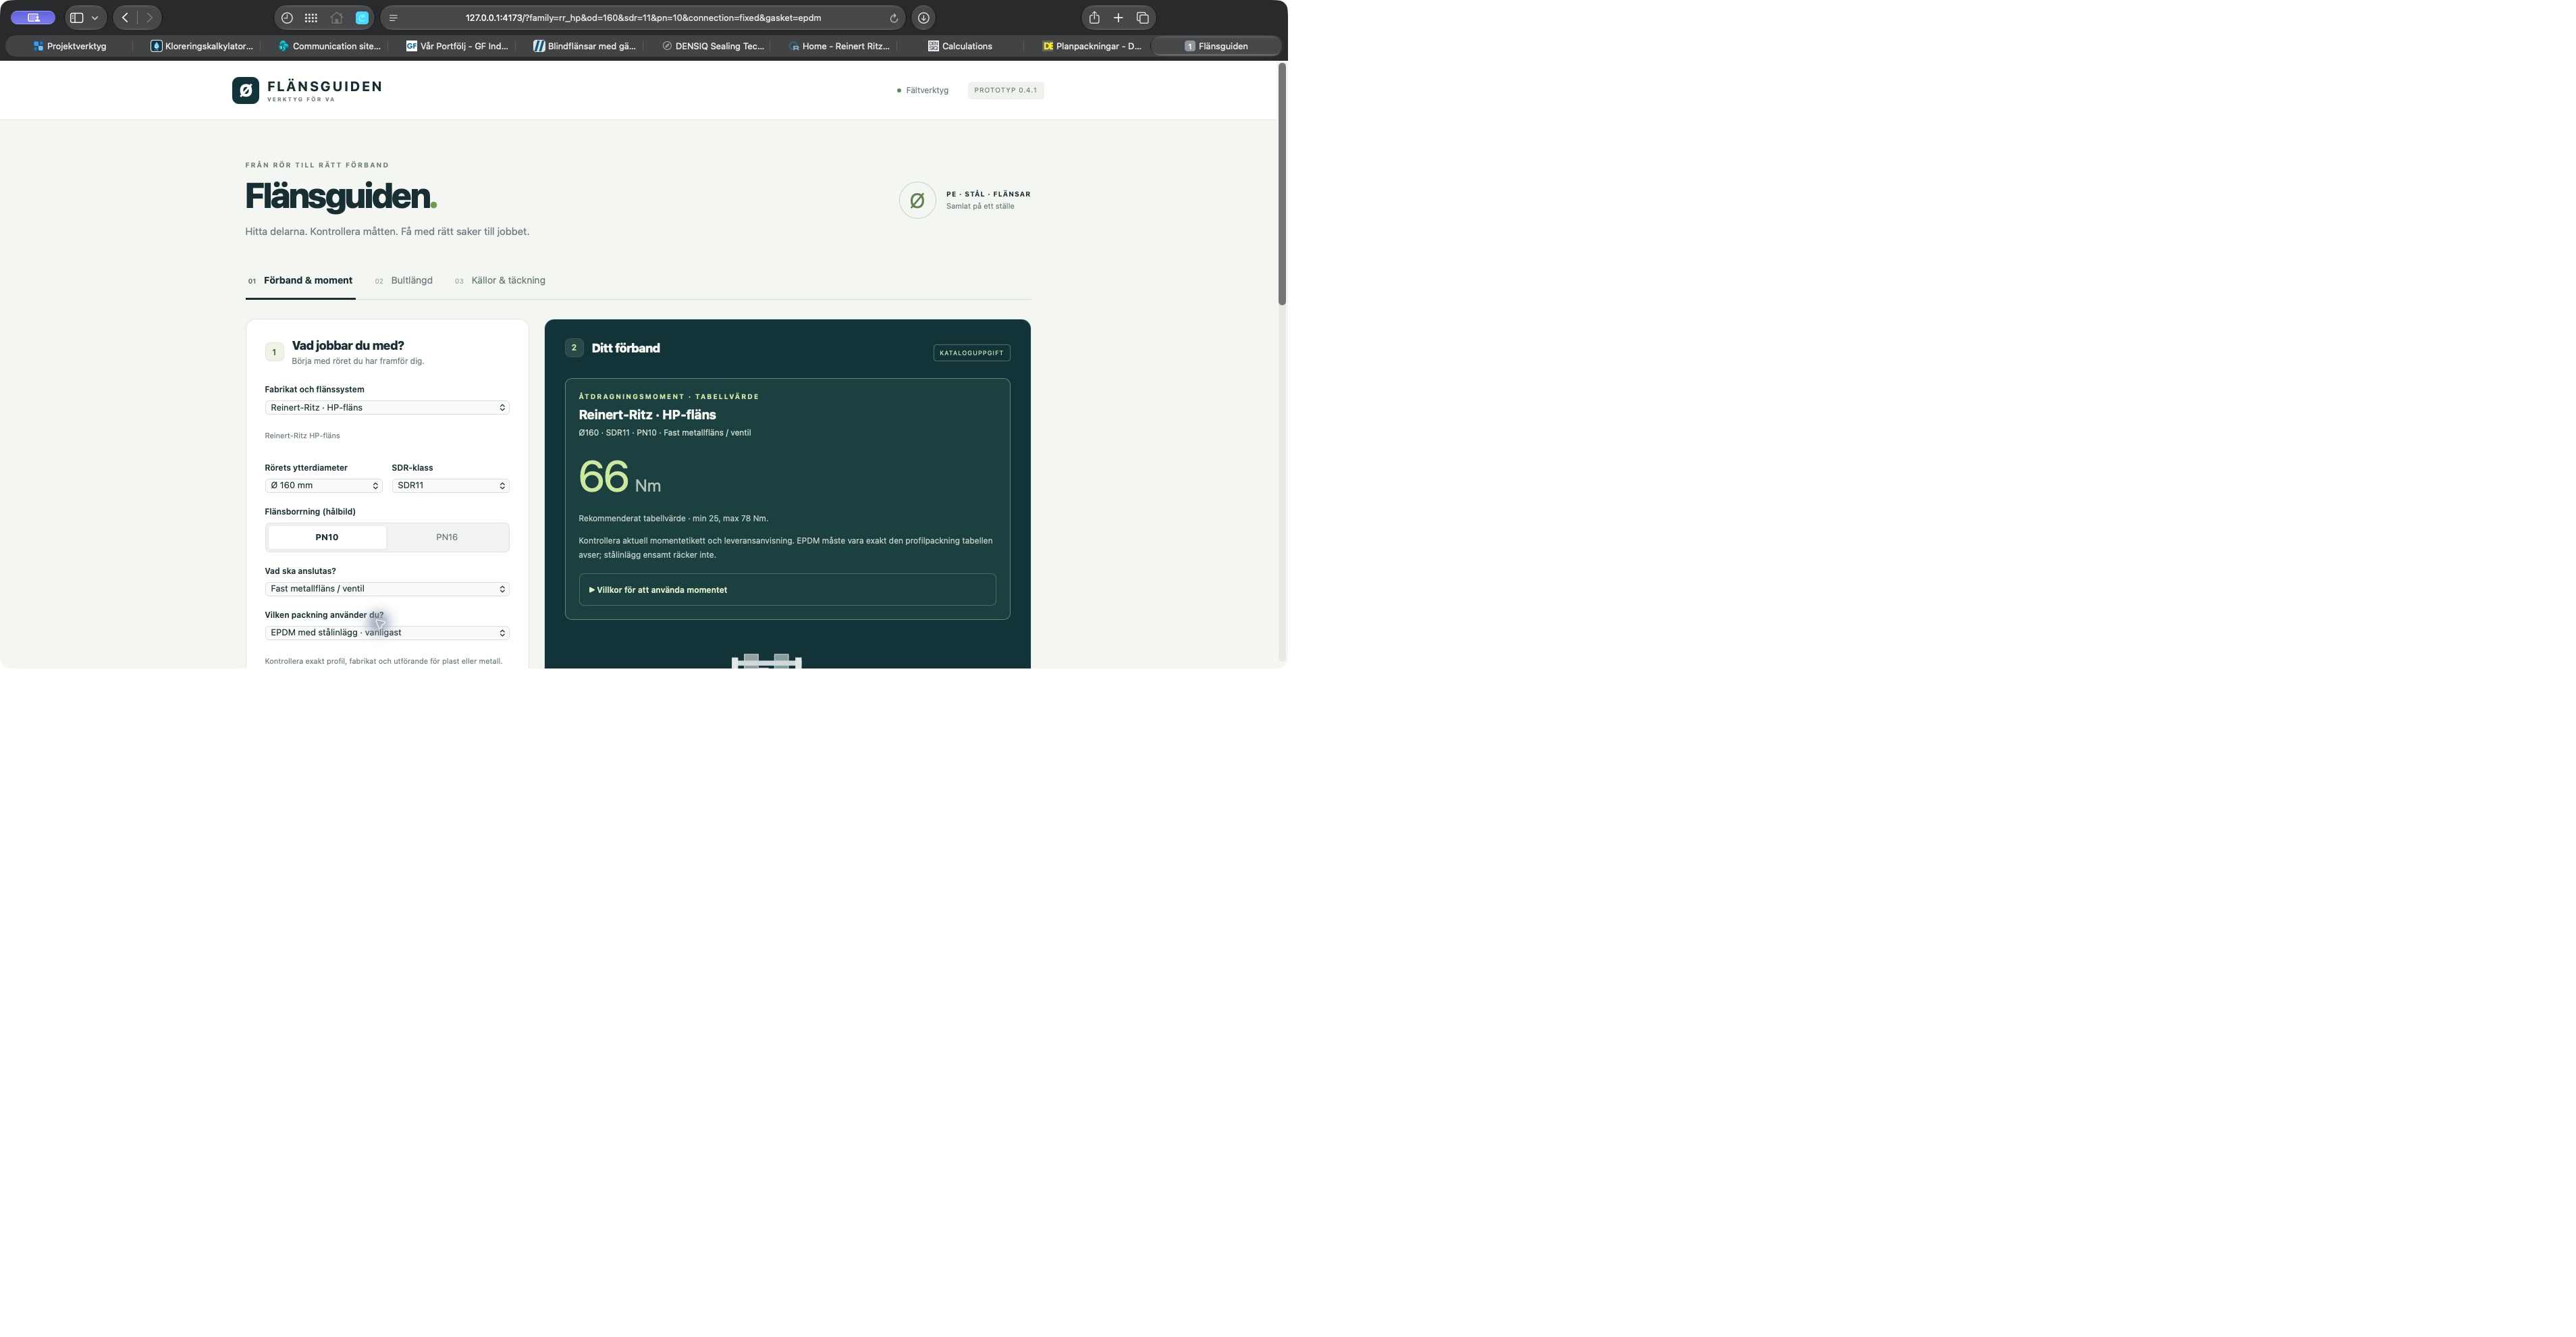 127.0.0.1:4173/?family=rr_hp&od=160&sdr=11&pn=10&connection=fixed&gasket=epdm
Projektverktyg
Kloreringskalkylator...
Communication site...
GF Vår Portfölj - GF Ind...
Blindflänsar med gä...
DENSIQ Sealing Tec...
Home - Reinert Ritz...
Calculations
Planpackningar - D...
1 Flänsguiden
Ø FLÄNSGUIDEN
VERKTYG FÖR VA
Fältverktyg
PROTOTYP 0.4.1
FRÅN RÖR TILL RÄTT FÖRBAND
Flänsguiden.
Hitta delarna. Kontrollera måtten. Få med rätt saker till jobbet.
Ø
PE · STÅL · FLÄNSAR
Samlat på ett ställe
01 Förband & moment
02 Bultlängd
03 Källor & täckning
1 Vad jobbar du med?
Börja med röret du har framför dig.
Fabrikat och flänssystem
Reinert-Ritz · HP-fläns
Reinert-Ritz HP-fläns
Rörets ytterdiameter
SDR-klass
Ø 160 mm
SDR11
Flänsborrning (hålbild)
PN10
PN16
Vad ska anslutas?
Fast metallfläns / ventil
Vilken packning använder du?
EPDM med stålinlägg · vanligast
Kontrollera exakt profil, fabrikat och utförande för plast eller metall.
2 Ditt förband
KATALOGUPPGIFT
ÅTDRAGNINGSMOMENT · TABELLVÄRDE
Reinert-Ritz · HP-fläns
Ø160 · SDR11 · PN10 · Fast metallfläns / ventil
66 Nm
Rekommenderat tabellvärde · min 25, max 78 Nm.
Kontrollera aktuell momentetikett och leveransanvisning. EPDM måste vara exakt den profilpackning tabellen
avser; stålinlägg ensamt räcker inte.
▶ Villkor för att använda momentet